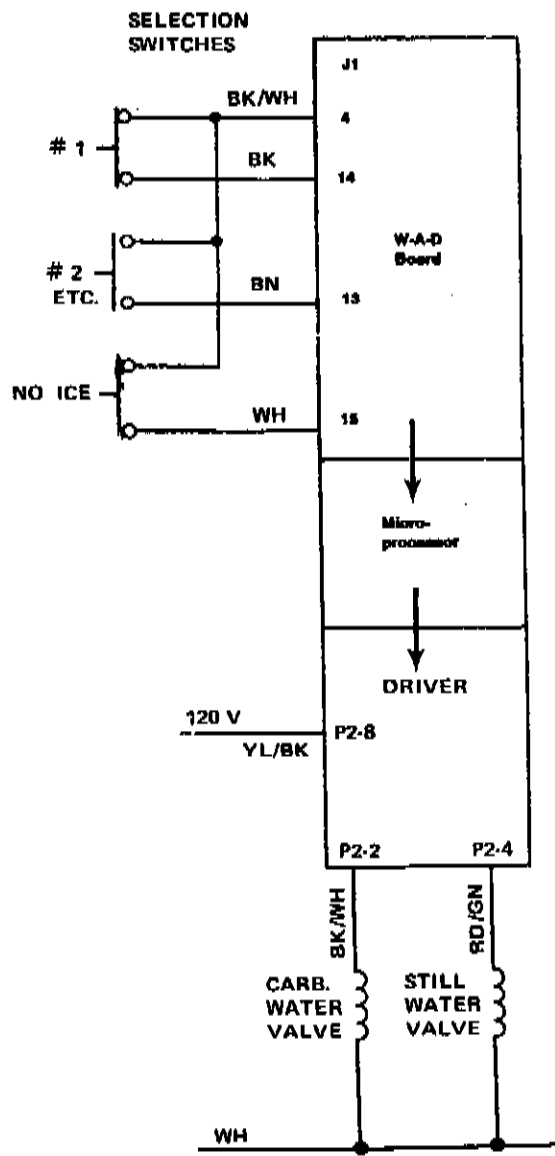 SELECTION
SWITCHES
J1
BK/WH
4
# 1
BK
14
W-A-D
Board
# 2
ETC.
BN
13
NO ICE
WH
15
Micro-
processor
DRIVER
120 V
YL/BK
P2-8
P2-2
P2-4
BK/WH
RD/GN
CARB.
WATER
VALVE
STILL
WATER
VALVE
WH